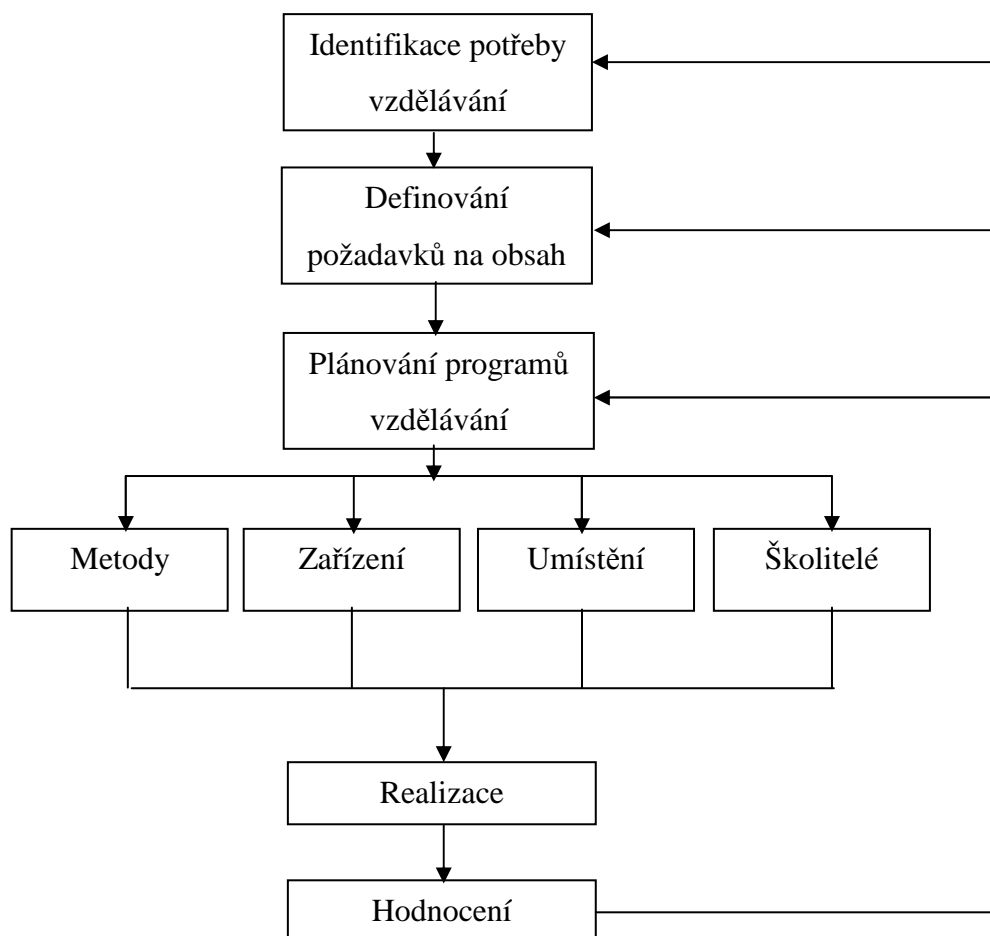 Identifikace potřeby
vzdělávání
Definování
požadavků na obsah
Plánování programů
vzdělávání
Metody
Zařízení
Umístění
Školitelé
Realizace
Hodnocení